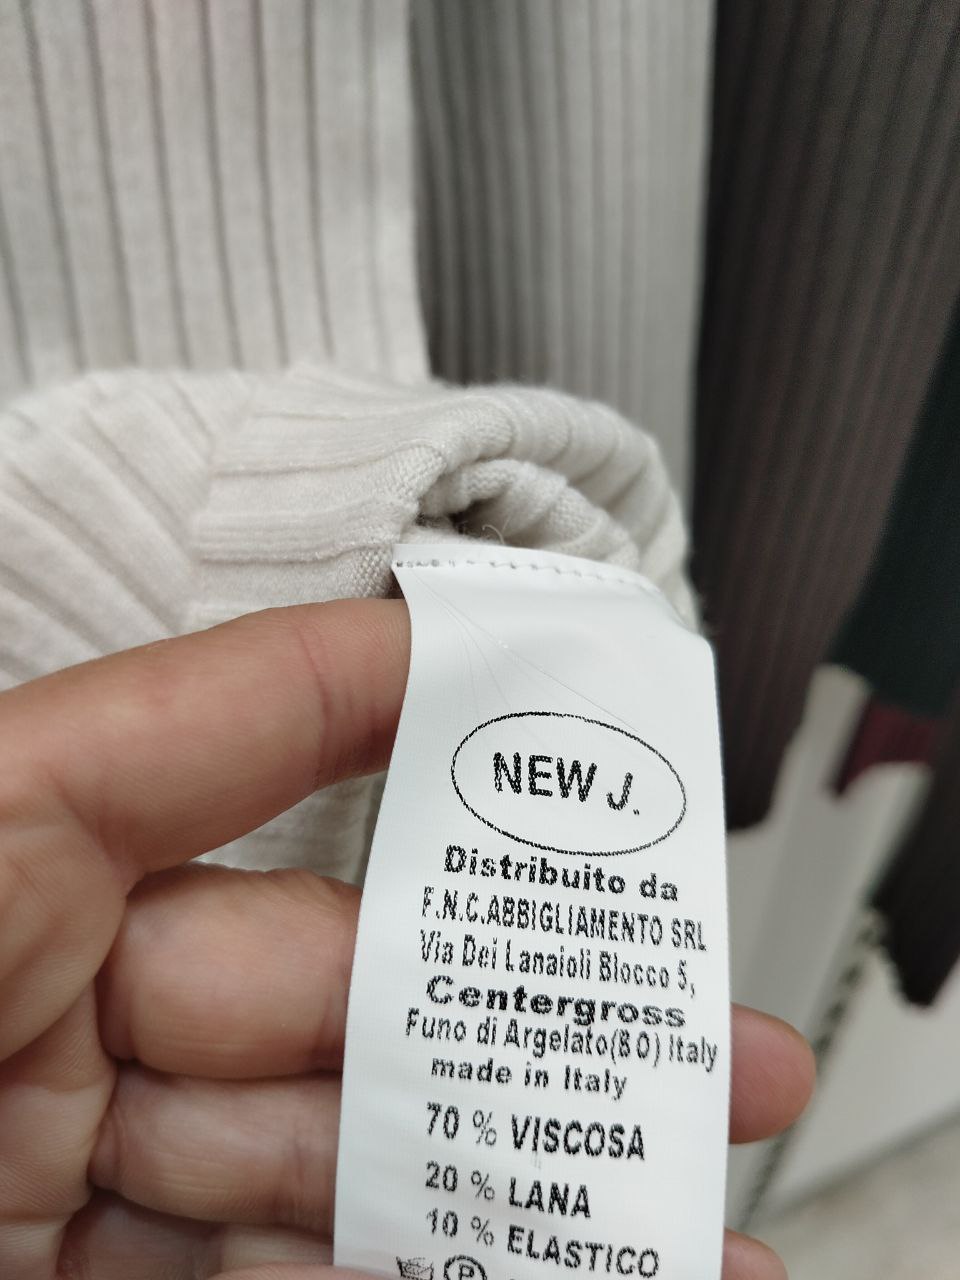 NEW J.
Distribuito da
F.N.C.ABBIGLIAMENTO SRL
Via Dei Lanaioli Blocco 5,
Centergross
Funo di Argelato(BO) Italy
made in Italy
70 % VISCOSA
20 % LANA
10 % ELASTICO
P